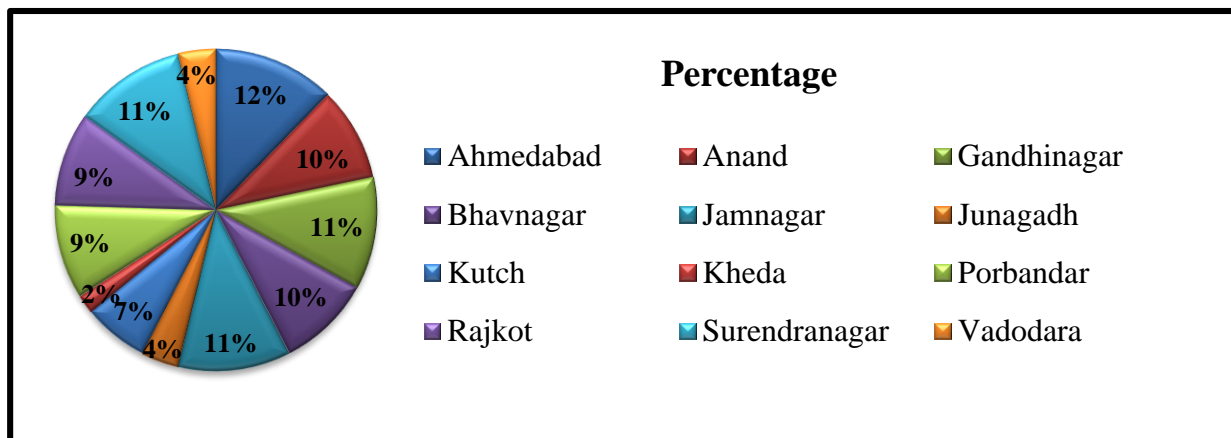 Percentage
12%
10%
11%
10%
11%
4%
7%
2%
9%
9%
11%
4%
Ahmedabad Anand Gandhinagar
Bhavnagar Jamnagar Junagadh
Kutch Kheda Porbandar
Rajkot Surendranagar Vadodara